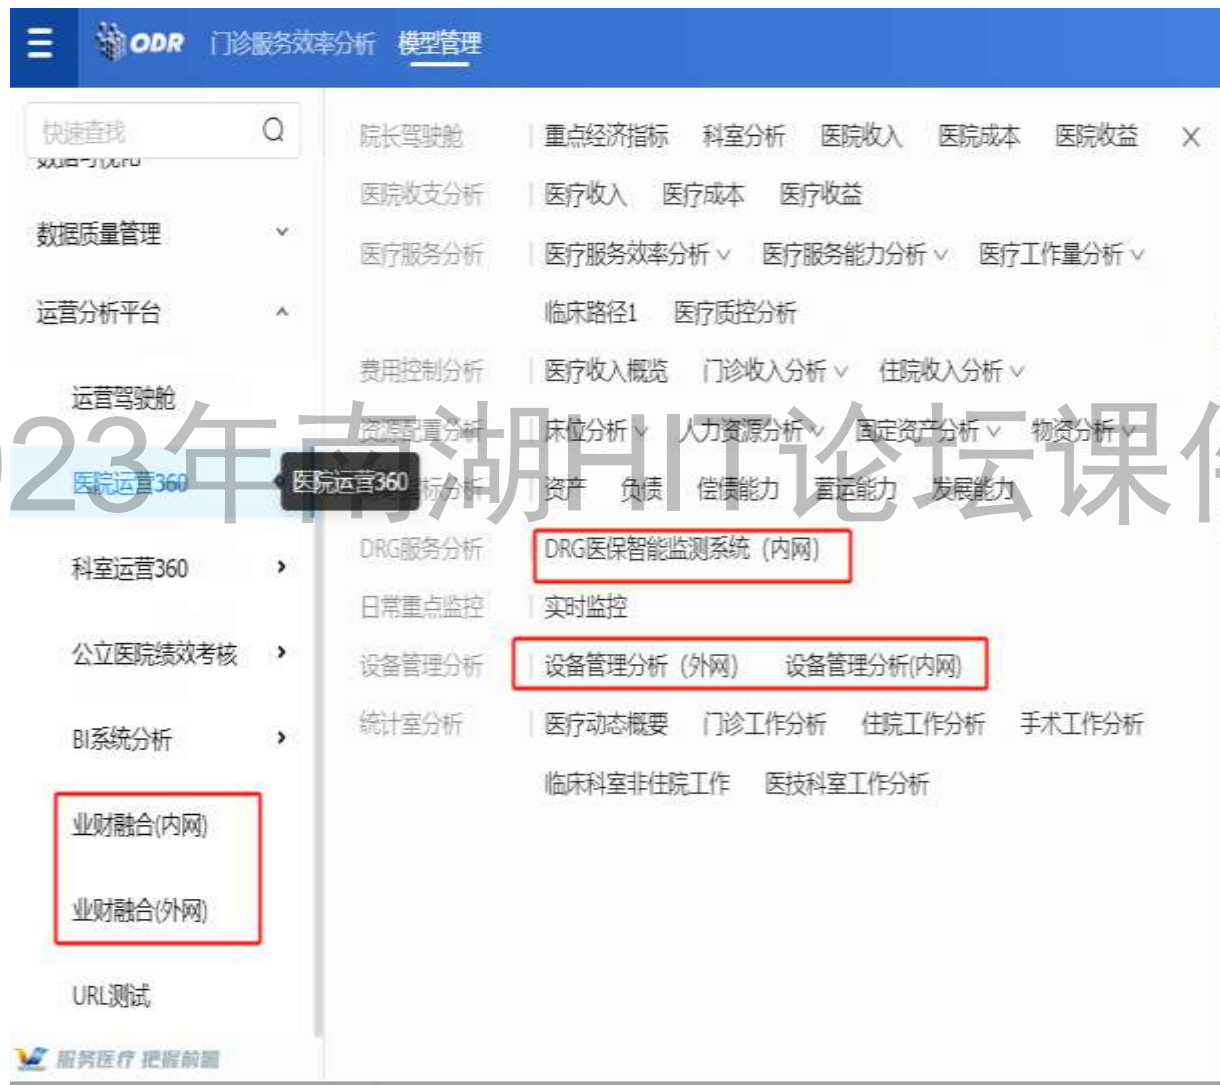 ODR 门诊服务效率分析 模型管理
快速查找
数据可视化
数据质量管理
运营分析平台
运营驾驶舱
医院运营360
科室运营360
公立医院绩效考核
BI系统分析
业财融合(内网)
业财融合(外网)
URL测试
服务医疗 把握前瞻
医院运营360
院长驾驶舱 重点经济指标 科室分析 医院收入 医院成本 医院收益 X
医院收支分析 医疗收入 医疗成本 医疗收益
医疗服务分析 医疗服务效率分析 医疗服务能力分析 医疗工作量分析
临床路径1 医疗质控分析
费用控制分析 医疗收入概览 门诊收入分析 住院收入分析
资源配置分析 床位分析 人力资源分析 固定资产分析 物资分析
标分析 资产 负债 偿债能力 营运能力 发展能力
DRG服务分析 DRG医保智能监测系统（内网）
日常重点监控 实时监控
设备管理分析 设备管理分析（外网） 设备管理分析(内网)
统计室分析 医疗动态概要 门诊工作分析 住院工作分析 手术工作分析
临床科室非住院工作 医技科室工作分析
023年南湖HIT论坛课件